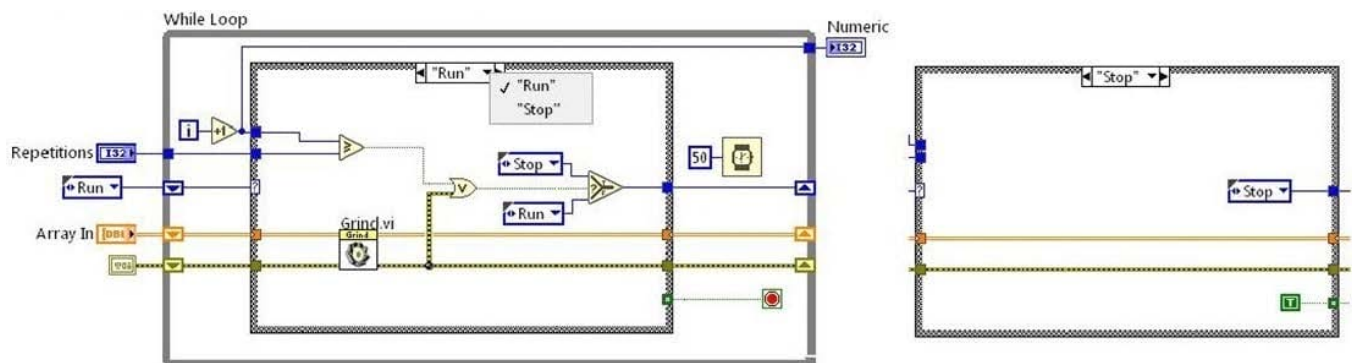 While Loop
Numeric
I32
"Run"
"Run"
"Stop"
"Stop"
i
+1
Repetitions
I32
≥
Stop
50
Run
?
V
?
Stop
?
Run
Grind.vi
Array In
[DBL]
Grind
T